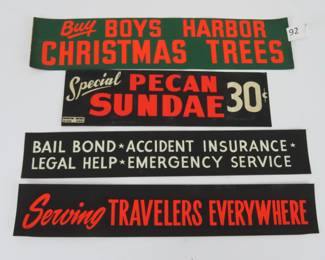 Buy BOYS HARBOR
CHRISTMAS TREES
92
Special PECAN
SUNDAE 30¢
BAIL BOND★ACCIDENT INSURANCE★
LEGAL HELP★EMERGENCY SERVICE
Serving TRAVELERS EVERYWHERE